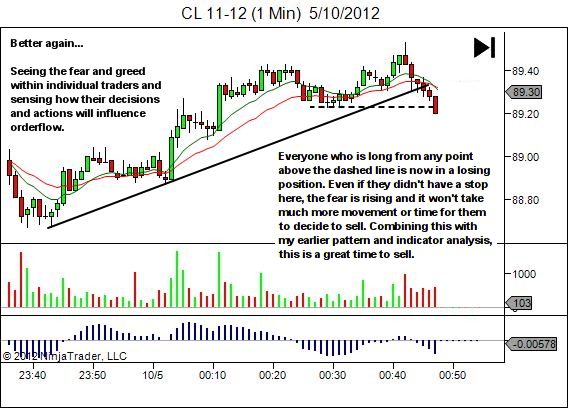 CL 11-12 (1 Min)  5/10/2012
Better again...
Seeing the fear and greed
within individual traders and
sensing how their decisions
and actions will influence
orderflow.
89.40
89.30
89.20
89.00
88.80
Everyone who is long from any point
above the dashed line is now in a losing
position. Even if they didn't have a stop
here, the fear is rising and it won't take
much more movement or time for them
to decide to sell. Combining this with
my earlier pattern and indicator analysis,
this is a great time to sell.
1000
103
0
-0.00578
© 2012 NinjaTrader, LLC
23:40 23:50 10/5 00:10 00:20 00:30 00:40 00:50